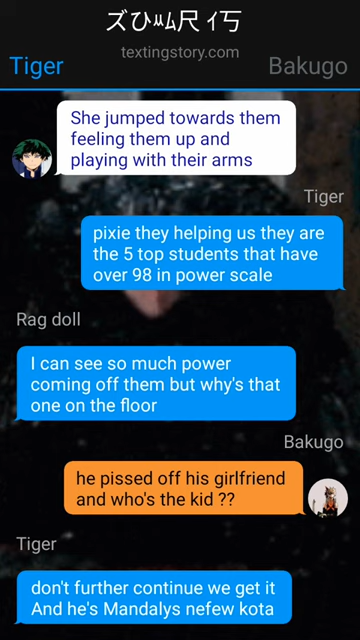 ズひﾶﾑ尺 ｲ丂
textingstory.com
Tiger
Bakugo
She jumped towards them
feeling them up and
playing with their arms
Tiger
pixie they helping us they are
the 5 top students that have
over 98 in power scale
Rag doll
I can see so much power
coming off them but why's that
one on the floor
Bakugo
he pissed off his girlfriend
and who's the kid ??
Tiger
don't further continue we get it
And he's Mandalys nefew kota